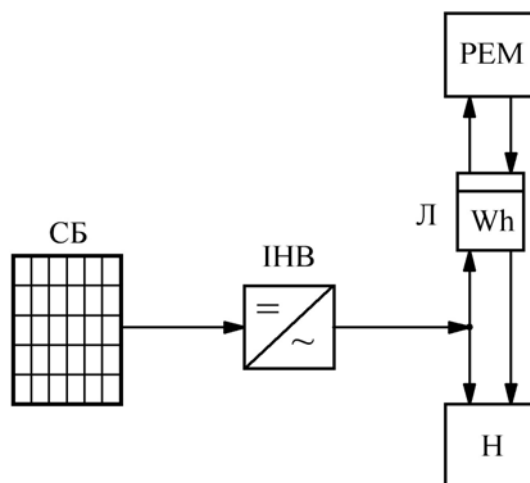 РЕМ
Л
Wh
СБ
ІНВ
=
~
Н